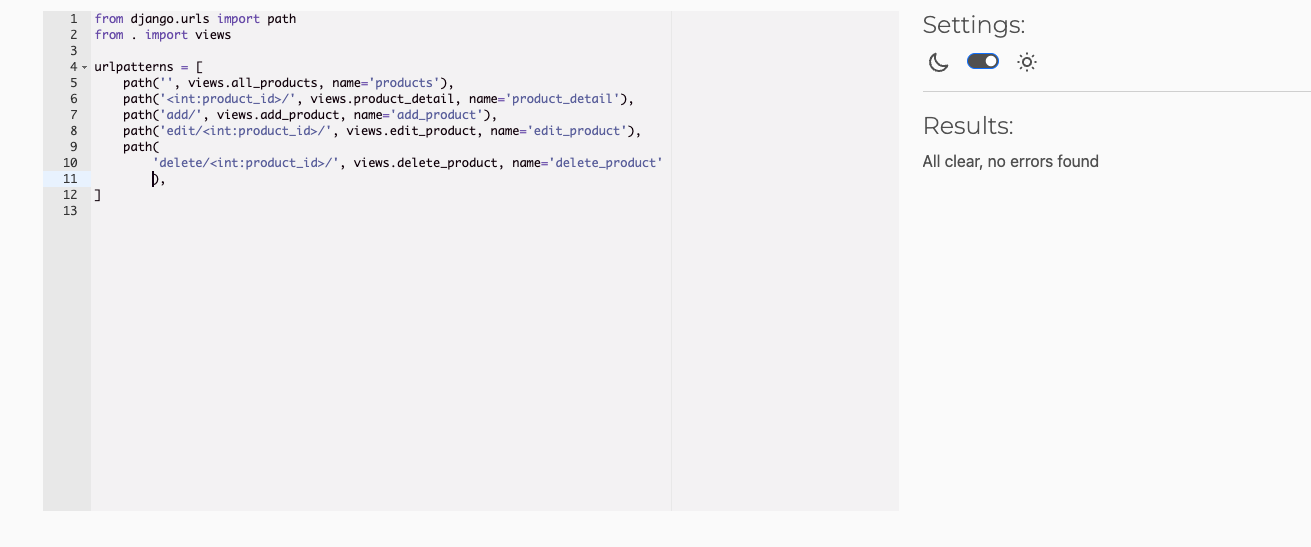 1 from django.urls import path
2 from . import views
3
4 urlpatterns = [
5     path('', views.all_products, name='products'),
6     path('<int:product_id>/', views.product_detail, name='product_detail'),
7     path('add/', views.add_product, name='add_product'),
8     path('edit/<int:product_id>/', views.edit_product, name='edit_product'),
9     path(
10         'delete/<int:product_id>/', views.delete_product, name='delete_product'
11         ),
12 ]
13
Settings:
Results:
All clear, no errors found